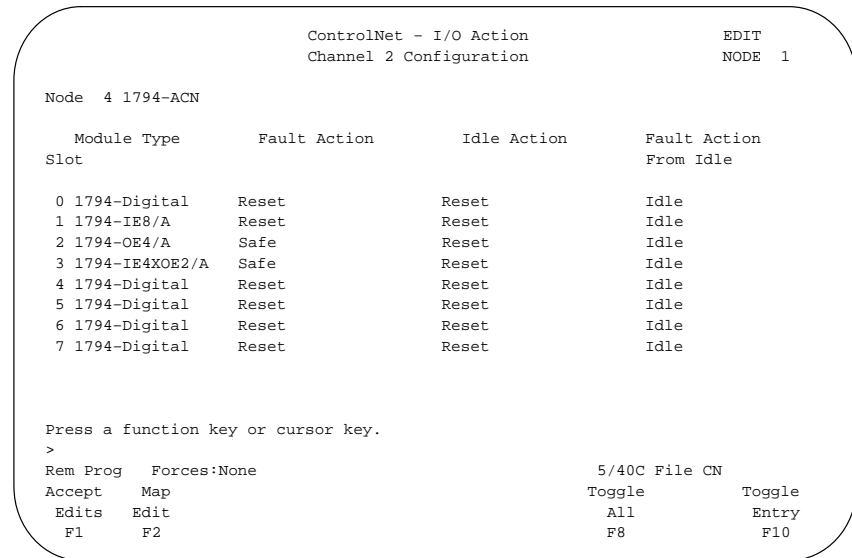 ControlNet - I/O Action EDIT
Channel 2 Configuration NODE 1
Node 4 1794-ACN
Module Type Fault Action Idle Action Fault Action
Slot From Idle
0 1794-Digital Reset Reset Idle
1 1794-IE8/A Reset Reset Idle
2 1794-OE4/A Safe Reset Idle
3 1794-IE4XOE2/A Safe Reset Idle
4 1794-Digital Reset Reset Idle
5 1794-Digital Reset Reset Idle
6 1794-Digital Reset Reset Idle
7 1794-Digital Reset Reset Idle
Press a function key or cursor key.
>
Rem Prog Forces:None 5/40C File CN
Accept Map Toggle Toggle
Edits Edit All Entry
F1 F2 F8 F10